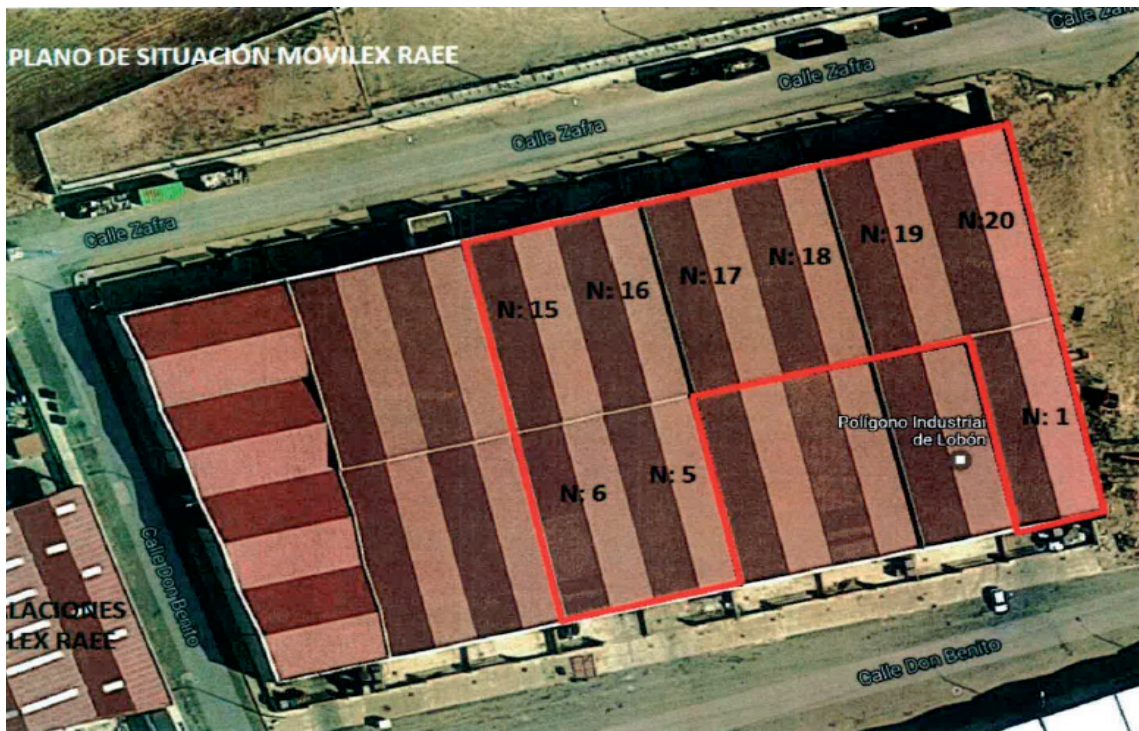 PLANO DE SITUACIÓN MOVILEX RAEE
Calle Zafra
Calle Zafra
Calle Zafra
Calle
N: 20
N: 19
N: 18
N: 17
N: 16
N: 15
Polígono Industrial
de Lobón
N: 1
N: 5
N: 6
Calle Don Benito
LACIONES
LEX RAEE
Calle Don Benito